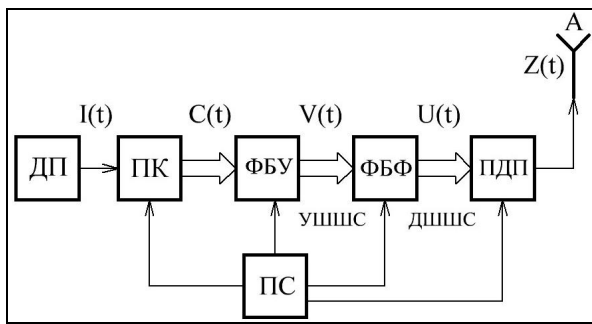 А
Z(t)
I(t)
C(t)
V(t)
U(t)
ДП
ПК
ФБУ
ФБФ
ПДП
УШШС
ДШШС
ПС